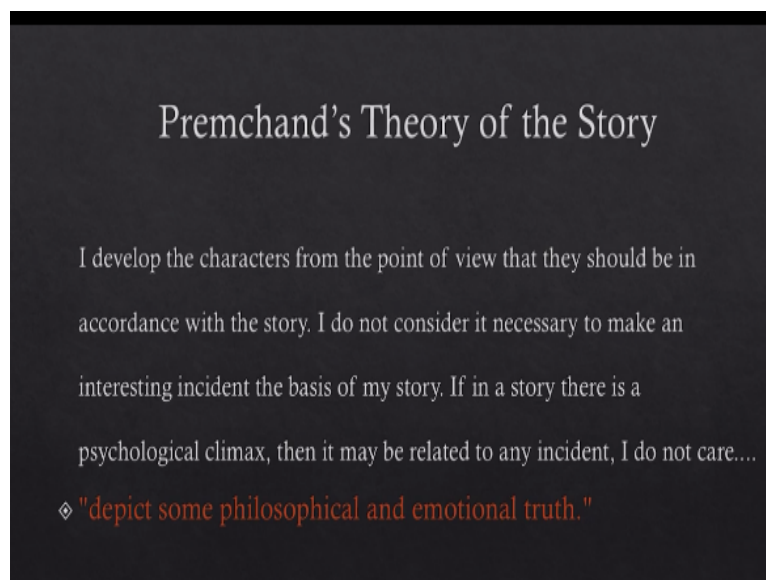 Premchand's Theory of the Story
I develop the characters from the point of view that they should be in
accordance with the story. I do not consider it necessary to make an
interesting incident the basis of my story. If in a story there is a
psychological climax, then it may be related to any incident, I do not care....
"depict some philosophical and emotional truth."